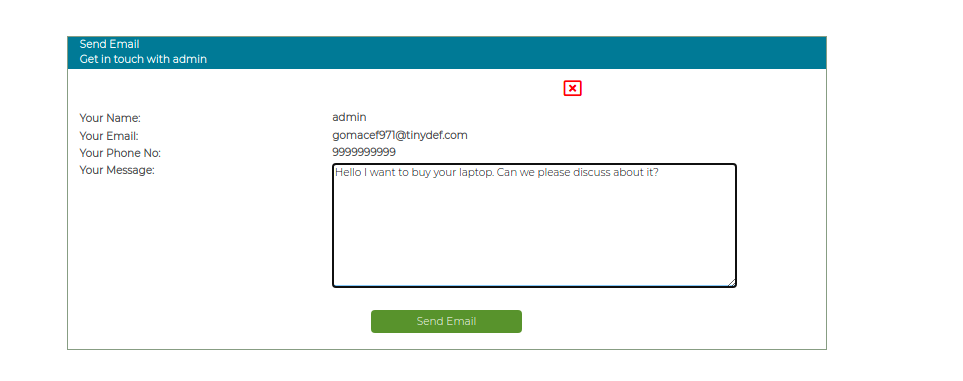 Send Email
Get in touch with admin
Your Name: admin
Your Email: gomacef971@tinydef.com
Your Phone No: 9999999999
Your Message: Hello I want to buy your laptop. Can we please discuss about it?
Send Email